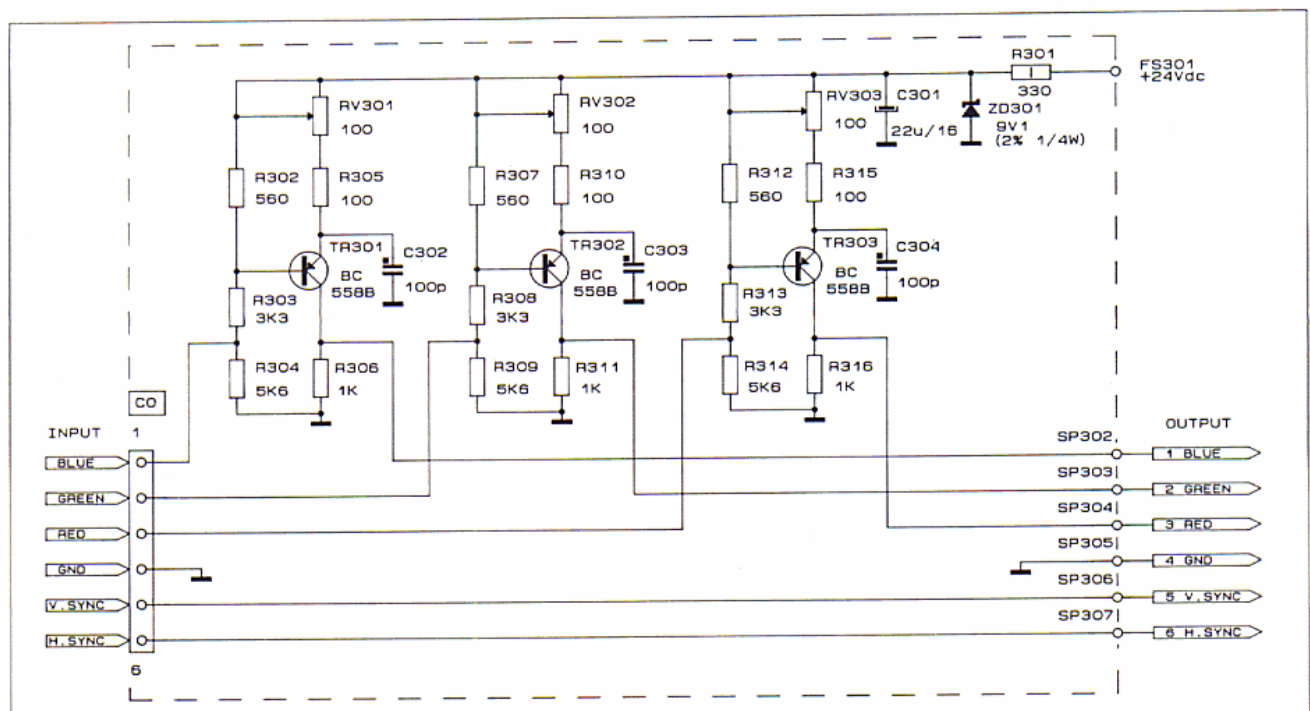 R301
330
FS301
+24Vdc
RV301
100
RV302
100
RV303
100
C301
22u/16
ZD301
9V1
(2% 1/4W)
R302
560
R305
100
R307
560
R310
100
R312
560
R315
100
TR301
BC
558B
C302
100p
TR302
BC
558B
C303
100p
TR303
BC
558B
C304
100p
R303
3K3
R308
3K3
R313
3K3
R304
5K6
R306
1K
R309
5K6
R311
1K
R314
5K6
R316
1K
CO
INPUT
1
BLUE
GREEN
RED
GND
V.SYNC
H.SYNC
6
OUTPUT
SP302
1 BLUE
SP303
2 GREEN
SP304
3 RED
SP305
4 GND
SP306
5 V.SYNC
SP307
6 H.SYNC